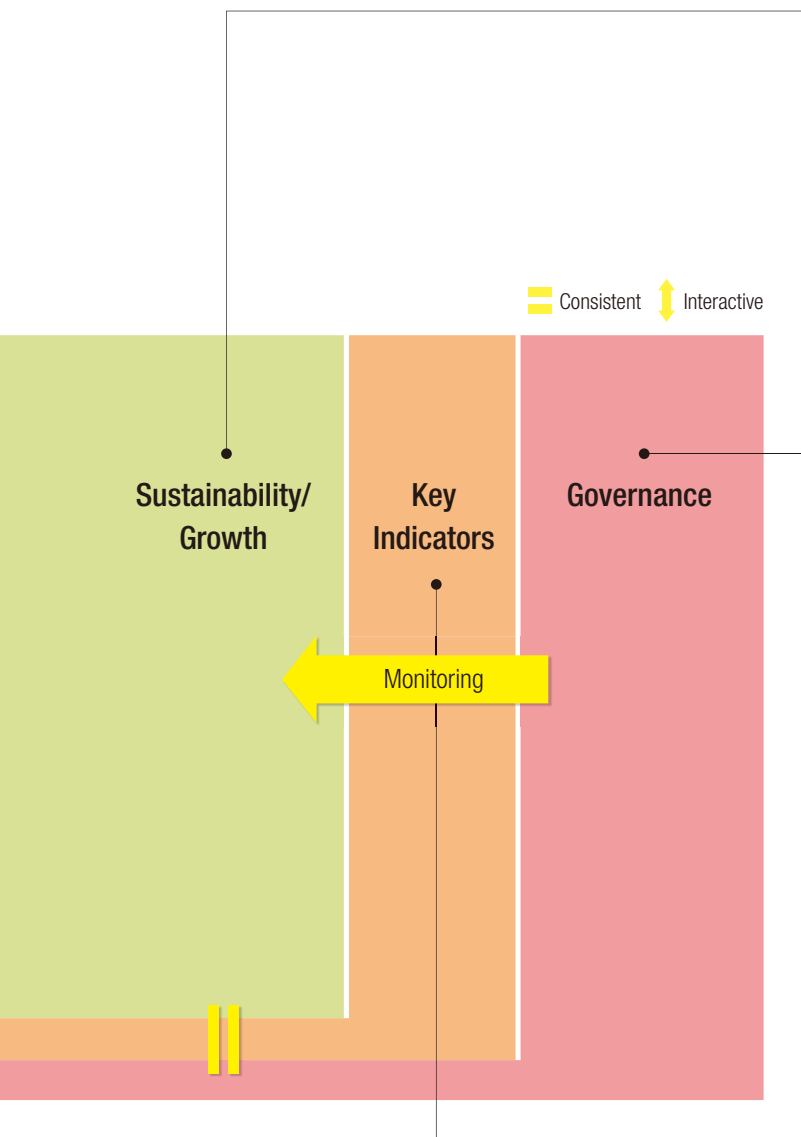 Consistent
Interactive
Sustainability/
Growth
Key
Indicators
Governance
Monitoring